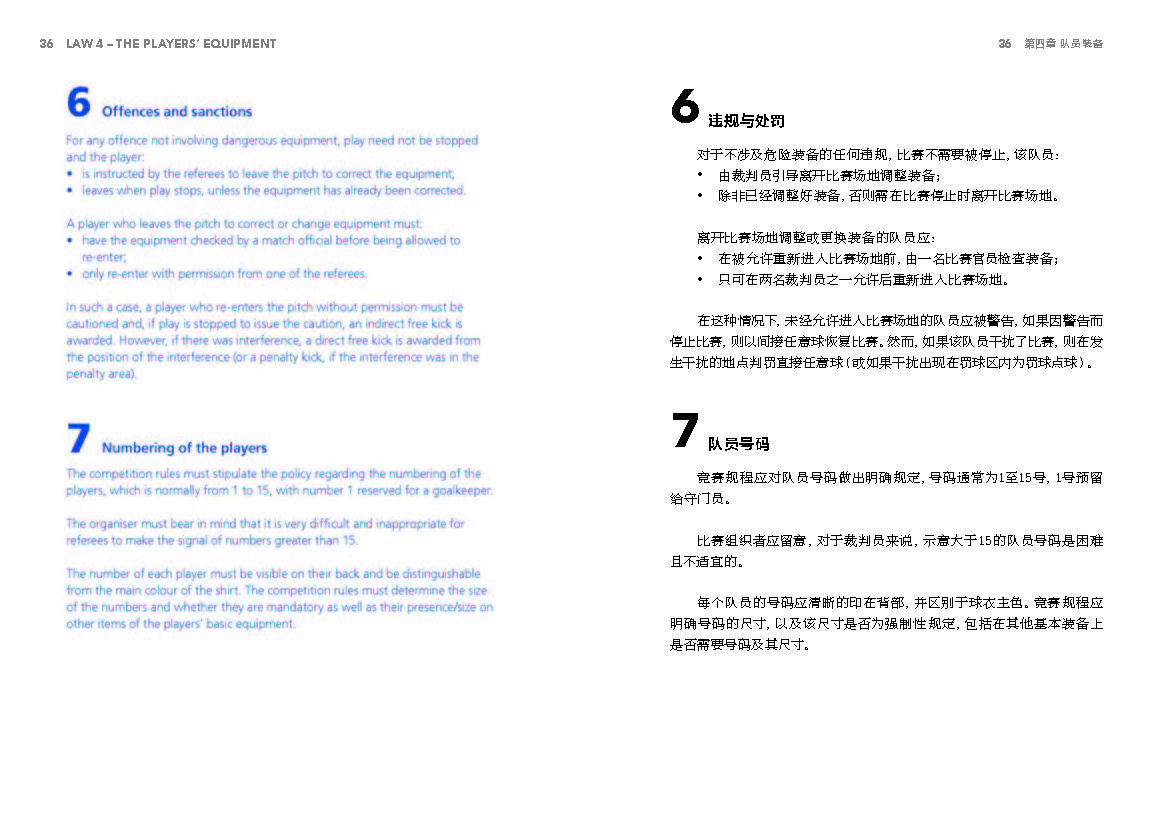 36 LAW 4 – THE PLAYERS' EQUIPMENT
6 Offences and sanctions
For any offence not involving dangerous equipment, play need not be stopped
and the player:
• is instructed by the referees to leave the pitch to correct the equipment;
• leaves when play stops, unless the equipment has already been corrected.
A player who leaves the pitch to correct or change equipment must:
• have the equipment checked by a match official before being allowed to
re-enter;
• only re-enter with permission from one of the referees.
In such a case, a player who re-enters the pitch without permission must be
cautioned and, if play is stopped to issue the caution, an indirect free kick is
awarded. However, if there was interference, a direct free kick is awarded from
the position of the interference (or a penalty kick, if the interference was in the
penalty area).
7 Numbering of the players
The competition rules must stipulate the policy regarding the numbering of the
players, which is normally from 1 to 15, with number 1 reserved for a goalkeeper.
The organiser must bear in mind that it is very difficult and inappropriate for
referees to make the signal of numbers greater than 15.
The number of each player must be visible on their back and be distinguishable
from the main colour of the shirt. The competition rules must determine the size
of the numbers and whether they are mandatory as well as their presence/size on
other items of the players' basic equipment.
36 第四章 队员装备
6 违规与处罚
对于不涉及危险装备的任何违规, 比赛不需要被停止, 该队员：
• 由裁判员引导离开比赛场地调整装备；
• 除非已经调整好装备, 否则需在比赛停止时离开比赛场地。
离开比赛场地调整或更换装备的队员应：
• 在被允许重新进入比赛场地前, 由一名比赛官员检查装备；
• 只可在两名裁判员之一允许后重新进入比赛场地。
在这种情况下, 未经允许进入比赛场地的队员应被警告, 如果因警告而
停止比赛, 则以间接任意球恢复比赛。然而, 如果该队员干扰了比赛, 则在发
生干扰的地点判罚直接任意球（或如果干扰出现在罚球区内为罚球点球）。
7 队员号码
竞赛规程应对队员号码做出明确规定, 号码通常为1至15号, 1号预留
给守门员。
比赛组织者应留意, 对于裁判员来说, 示意大于15的队员号码是困难
且不适宜的。
每个队员的号码应清晰的印在背部, 并区别于球衣主色。竞赛规程应
明确号码的尺寸, 以及该尺寸是否为强制性规定, 包括在其他基本装备上
是否需要号码及其尺寸。